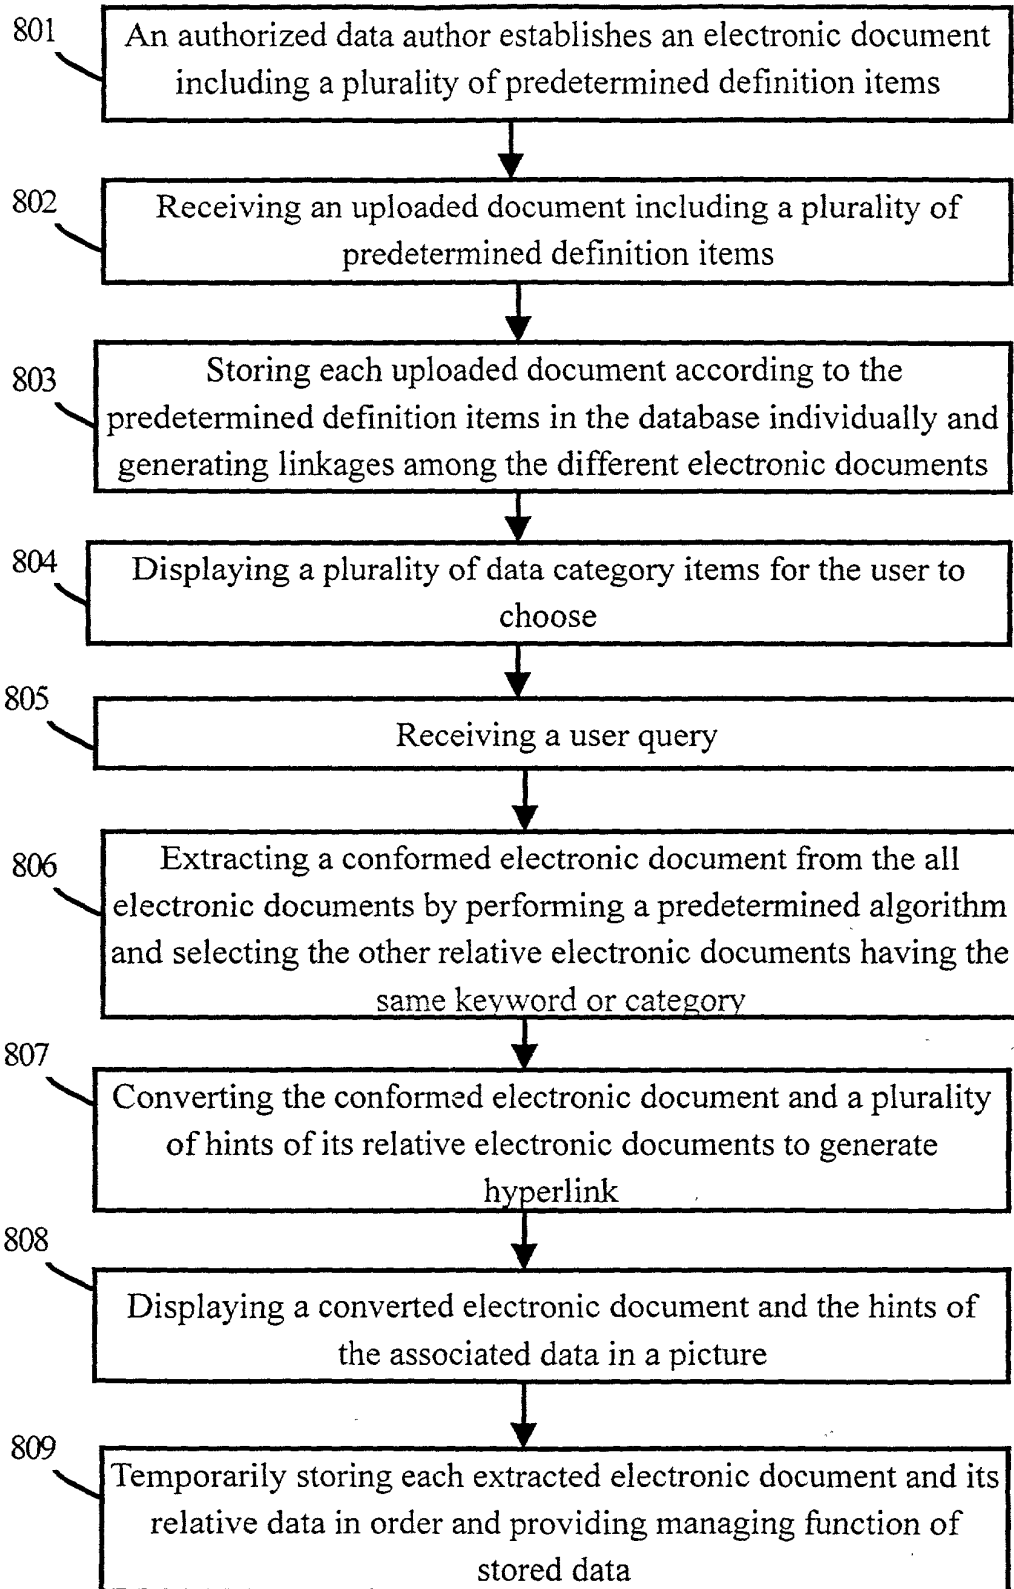 801
An authorized data author establishes an electronic document
including a plurality of predetermined definition items
802
Receiving an uploaded document including a plurality of
predetermined definition items
803
Storing each uploaded document according to the
predetermined definition items in the database individually and
generating linkages among the different electronic documents
804
Displaying a plurality of data category items for the user to
choose
805
Receiving a user query
806
Extracting a conformed electronic document from the all
electronic documents by performing a predetermined algorithm
and selecting the other relative electronic documents having the
same keyword or category
807
Converting the conformed electronic document and a plurality
of hints of its relative electronic documents to generate
hyperlink
808
Displaying a converted electronic document and the hints of
the associated data in a picture
809
Temporarily storing each extracted electronic document and its
relative data in order and providing managing function of
stored data